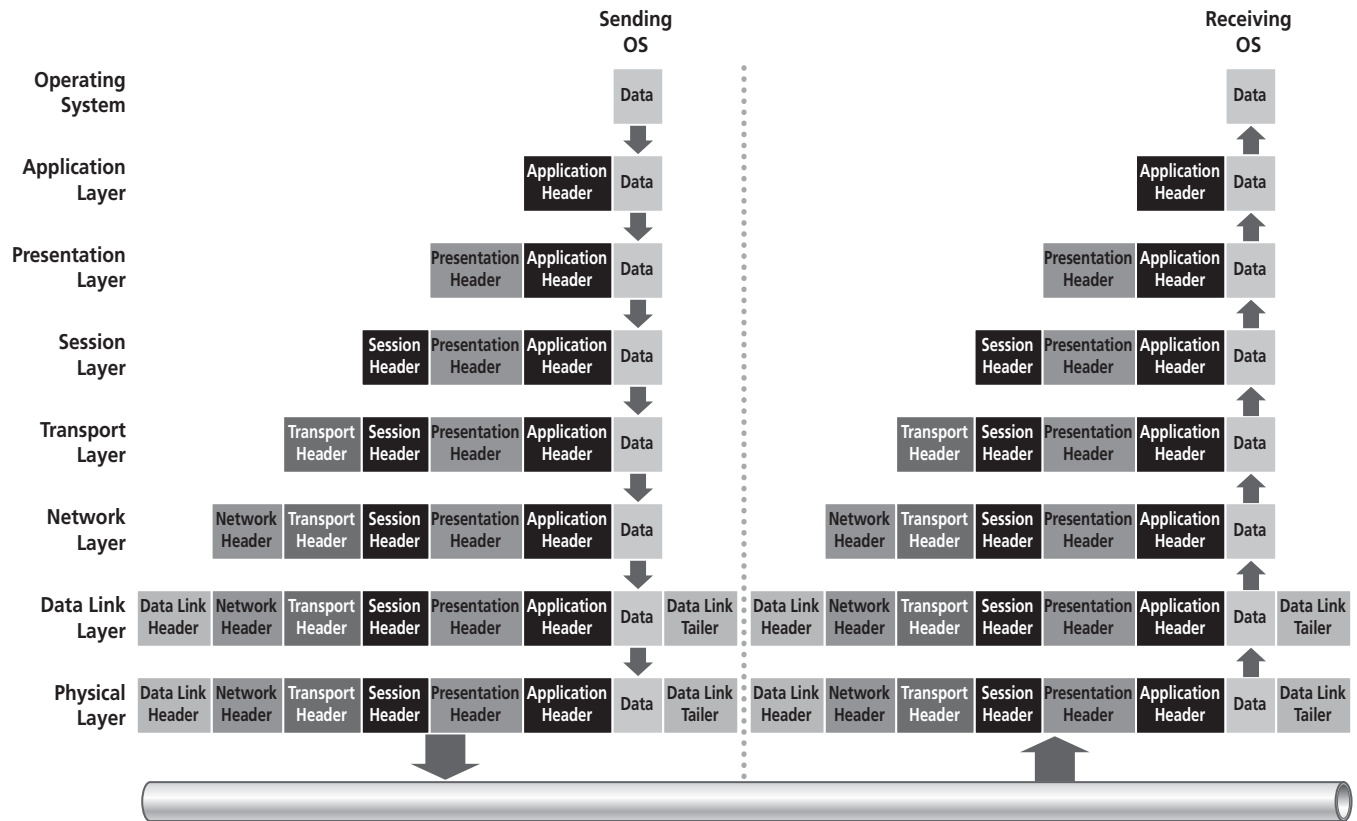 Sending
OS
Receiving
OS
Operating
System
Data
Data
Application
Layer
Application
Header
Data
Application
Header
Data
Presentation
Layer
Presentation
Header
Application
Header
Data
Presentation
Header
Application
Header
Data
Session
Layer
Session
Header
Presentation
Header
Application
Header
Data
Session
Header
Presentation
Header
Application
Header
Data
Transport
Layer
Transport
Header
Session
Header
Presentation
Header
Application
Header
Data
Transport
Header
Session
Header
Presentation
Header
Application
Header
Data
Network
Layer
Network
Header
Transport
Header
Session
Header
Presentation
Header
Application
Header
Data
Network
Header
Transport
Header
Session
Header
Presentation
Header
Application
Header
Data
Data Link
Layer
Data Link
Header
Network
Header
Transport
Header
Session
Header
Presentation
Header
Application
Header
Data
Data Link
Tailer
Data Link
Header
Network
Header
Transport
Header
Session
Header
Presentation
Header
Application
Header
Data
Data Link
Tailer
Physical
Layer
Data Link
Header
Network
Header
Transport
Header
Session
Header
Presentation
Header
Application
Header
Data
Data Link
Tailer
Data Link
Header
Network
Header
Transport
Header
Session
Header
Presentation
Header
Application
Header
Data
Data Link
Tailer